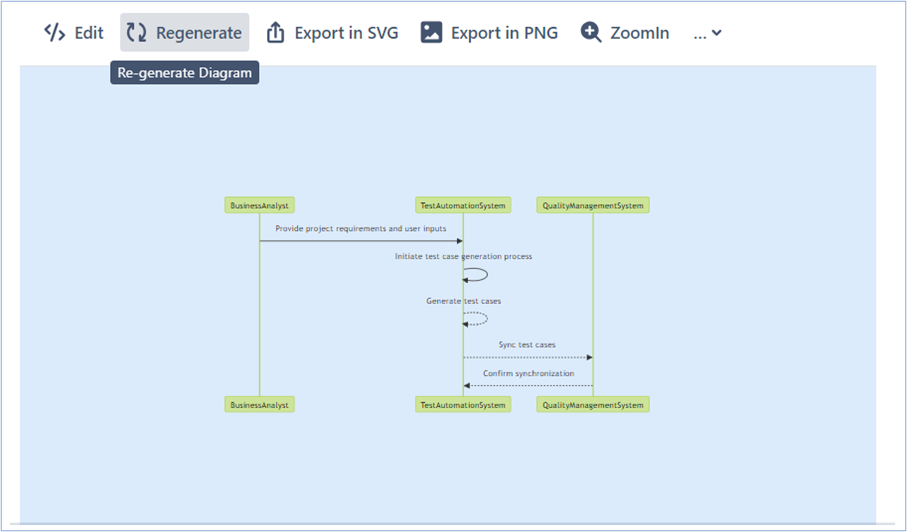 Edit Regenerate Export in SVG Export in PNG ZoomIn ...
Re-generate Diagram
BusinessAnalyst TestAutomationSystem QualityManagementSystem
Provide project requirements and user inputs
Initiate test case generation process
Generate test cases
Sync test cases
Confirm synchronization
BusinessAnalyst TestAutomationSystem QualityManagementSystem